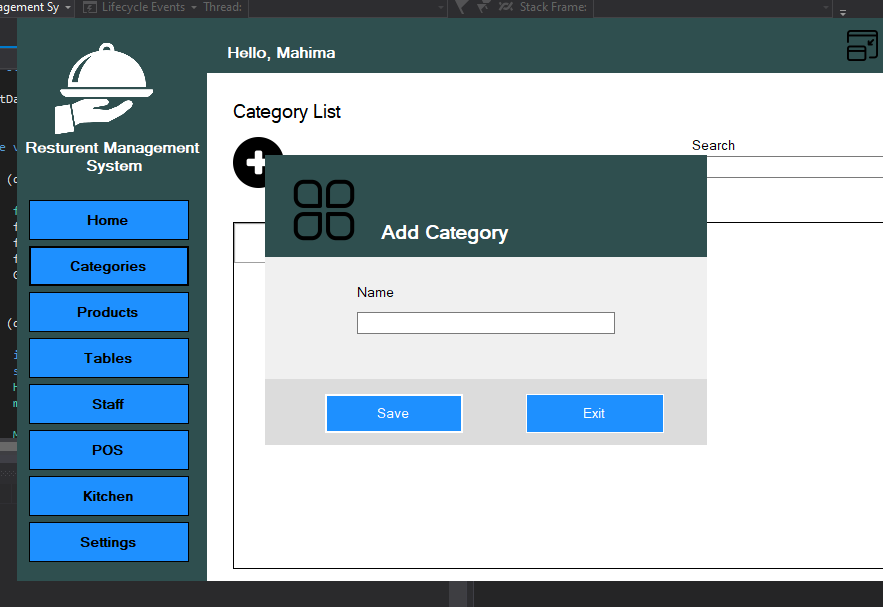 agement Sy
Lifecycle Events
Thread:
Stack Frame:
Hello, Mahima
Resturent Management
System
Category List
Search
Home
Categories
Products
Tables
Staff
POS
Kitchen
Settings
Add Category
Name
Save
Exit